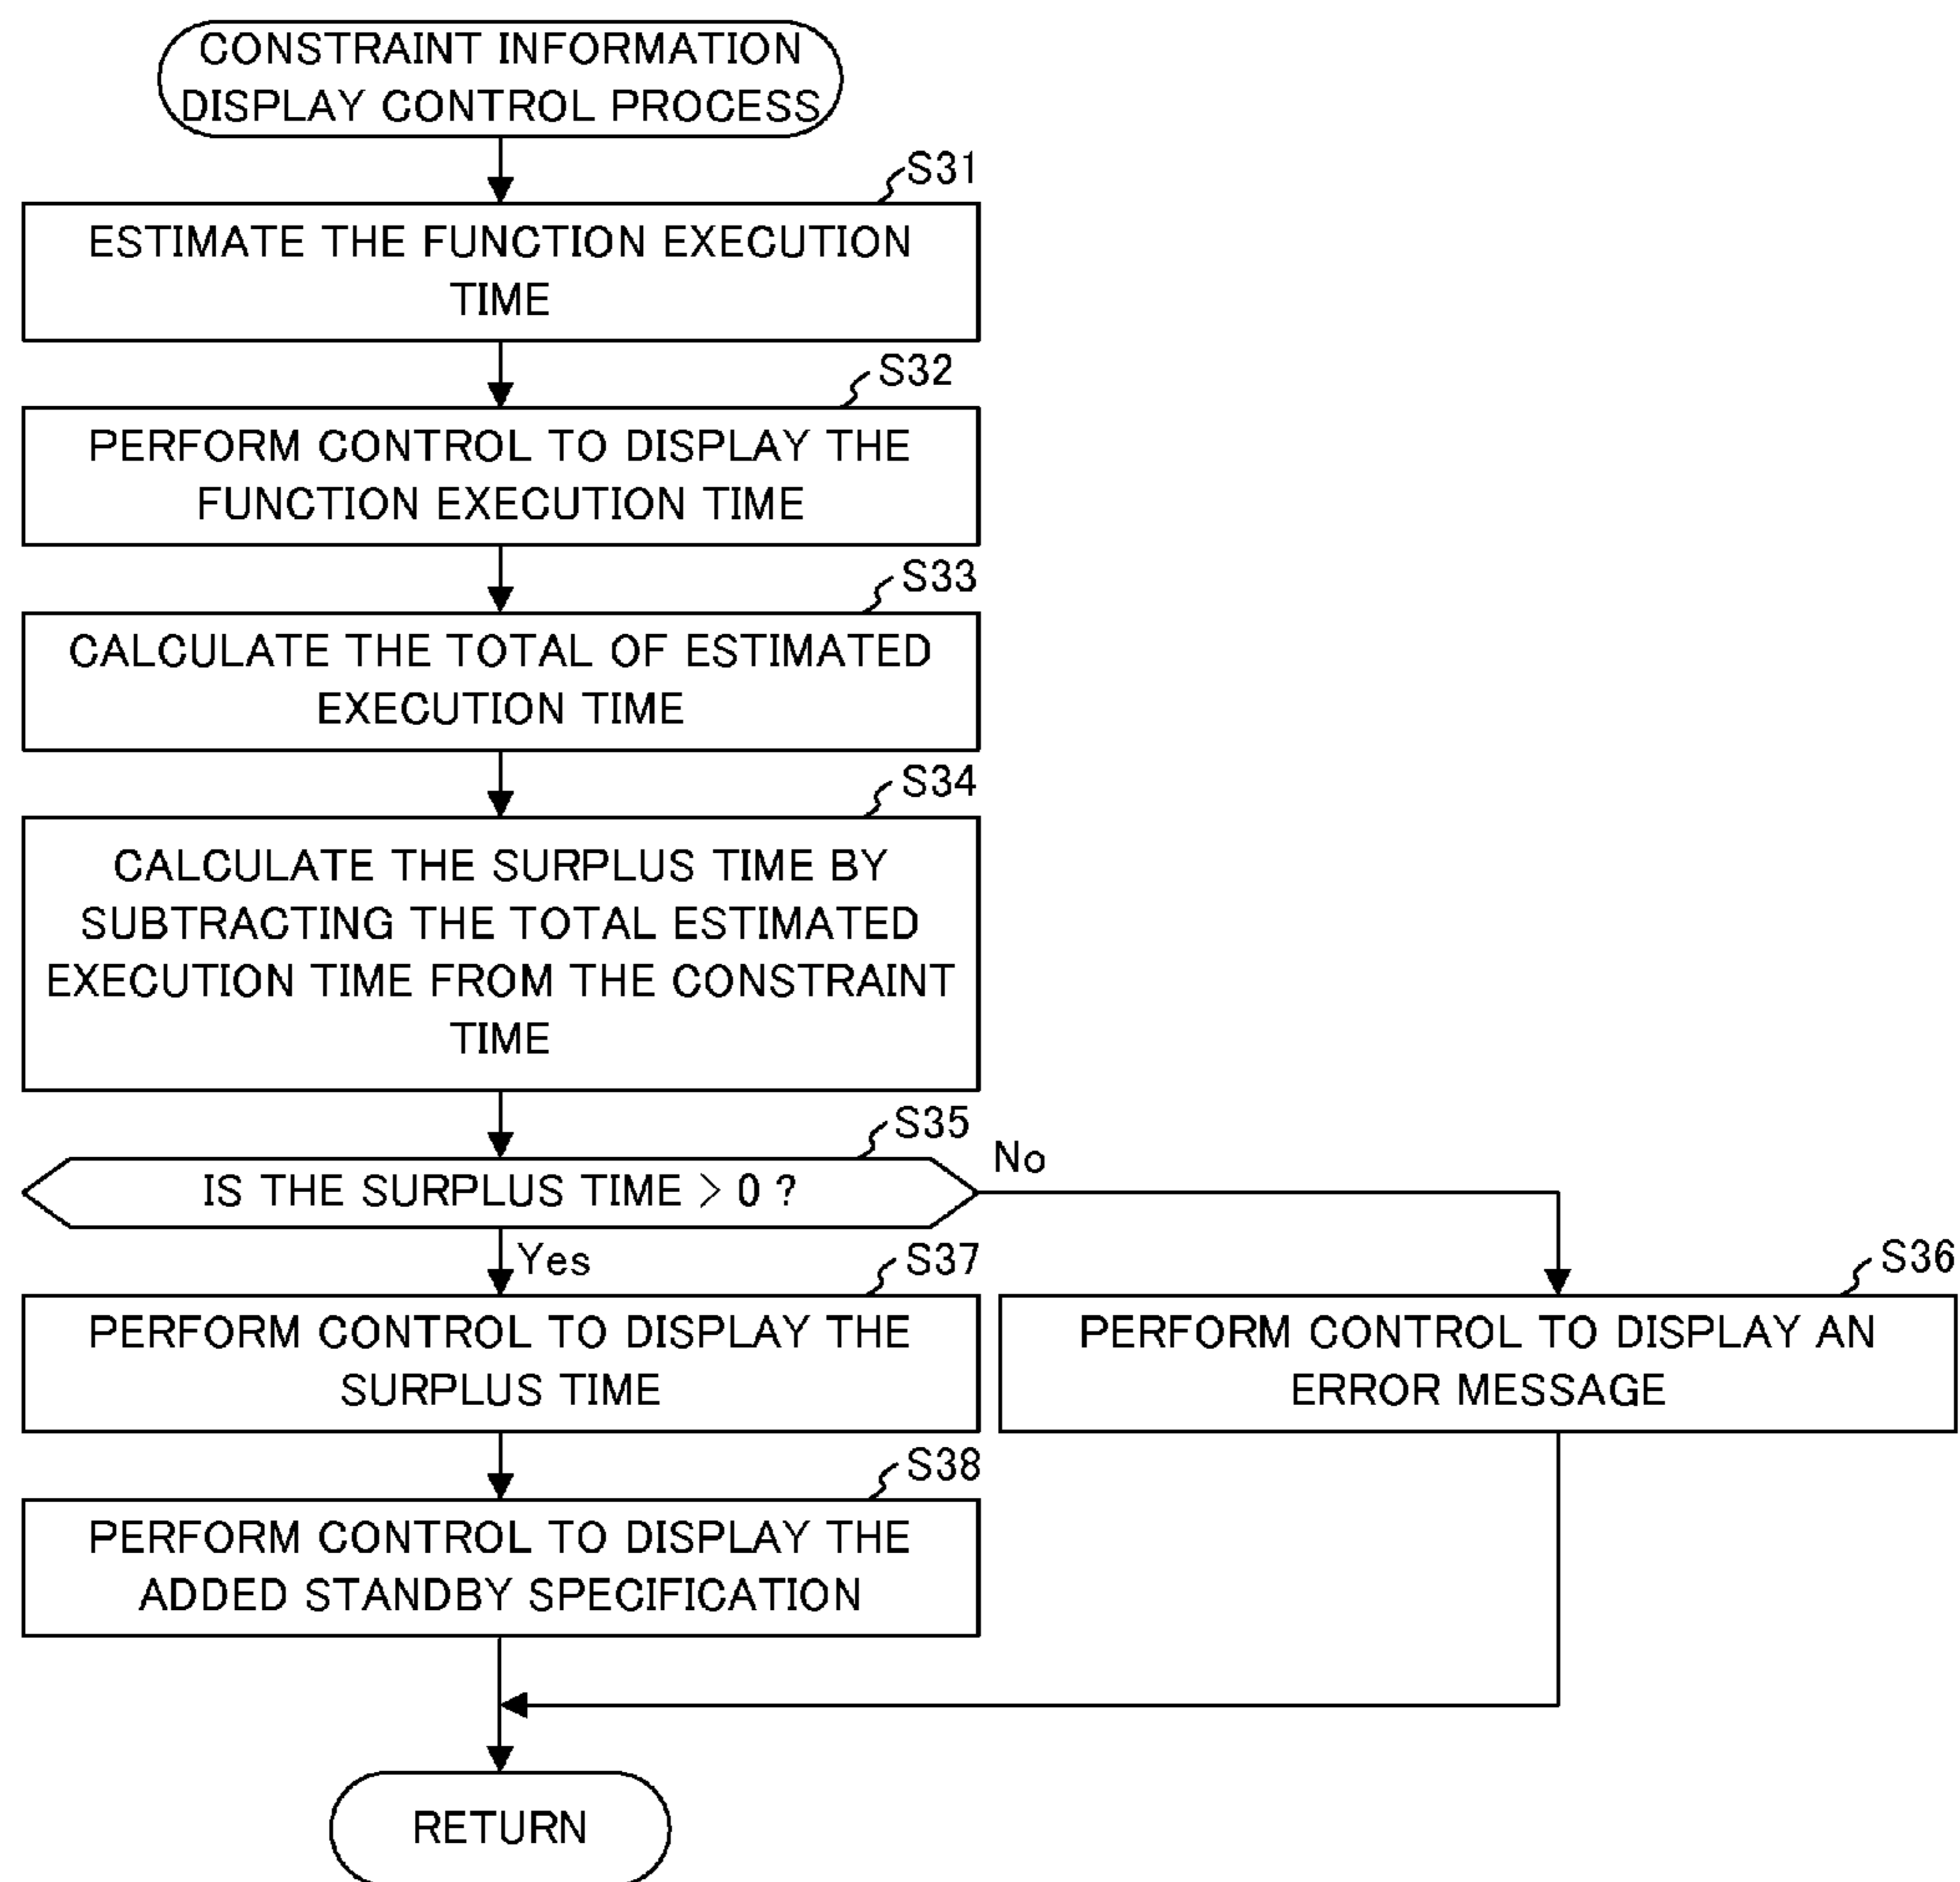 CONSTRAINT INFORMATION
DISPLAY CONTROL PROCESS
S31
ESTIMATE THE FUNCTION EXECUTION
TIME
S32
PERFORM CONTROL TO DISPLAY THE
FUNCTION EXECUTION TIME
S33
CALCULATE THE TOTAL OF ESTIMATED
EXECUTION TIME
S34
CALCULATE THE SURPLUS TIME BY
SUBTRACTING THE TOTAL ESTIMATED
EXECUTION TIME FROM THE CONSTRAINT
TIME
S35
IS THE SURPLUS TIME > 0 ?
No
Yes
S37
PERFORM CONTROL TO DISPLAY THE
SURPLUS TIME
S36
PERFORM CONTROL TO DISPLAY AN
ERROR MESSAGE
S38
PERFORM CONTROL TO DISPLAY THE
ADDED STANDBY SPECIFICATION
RETURN